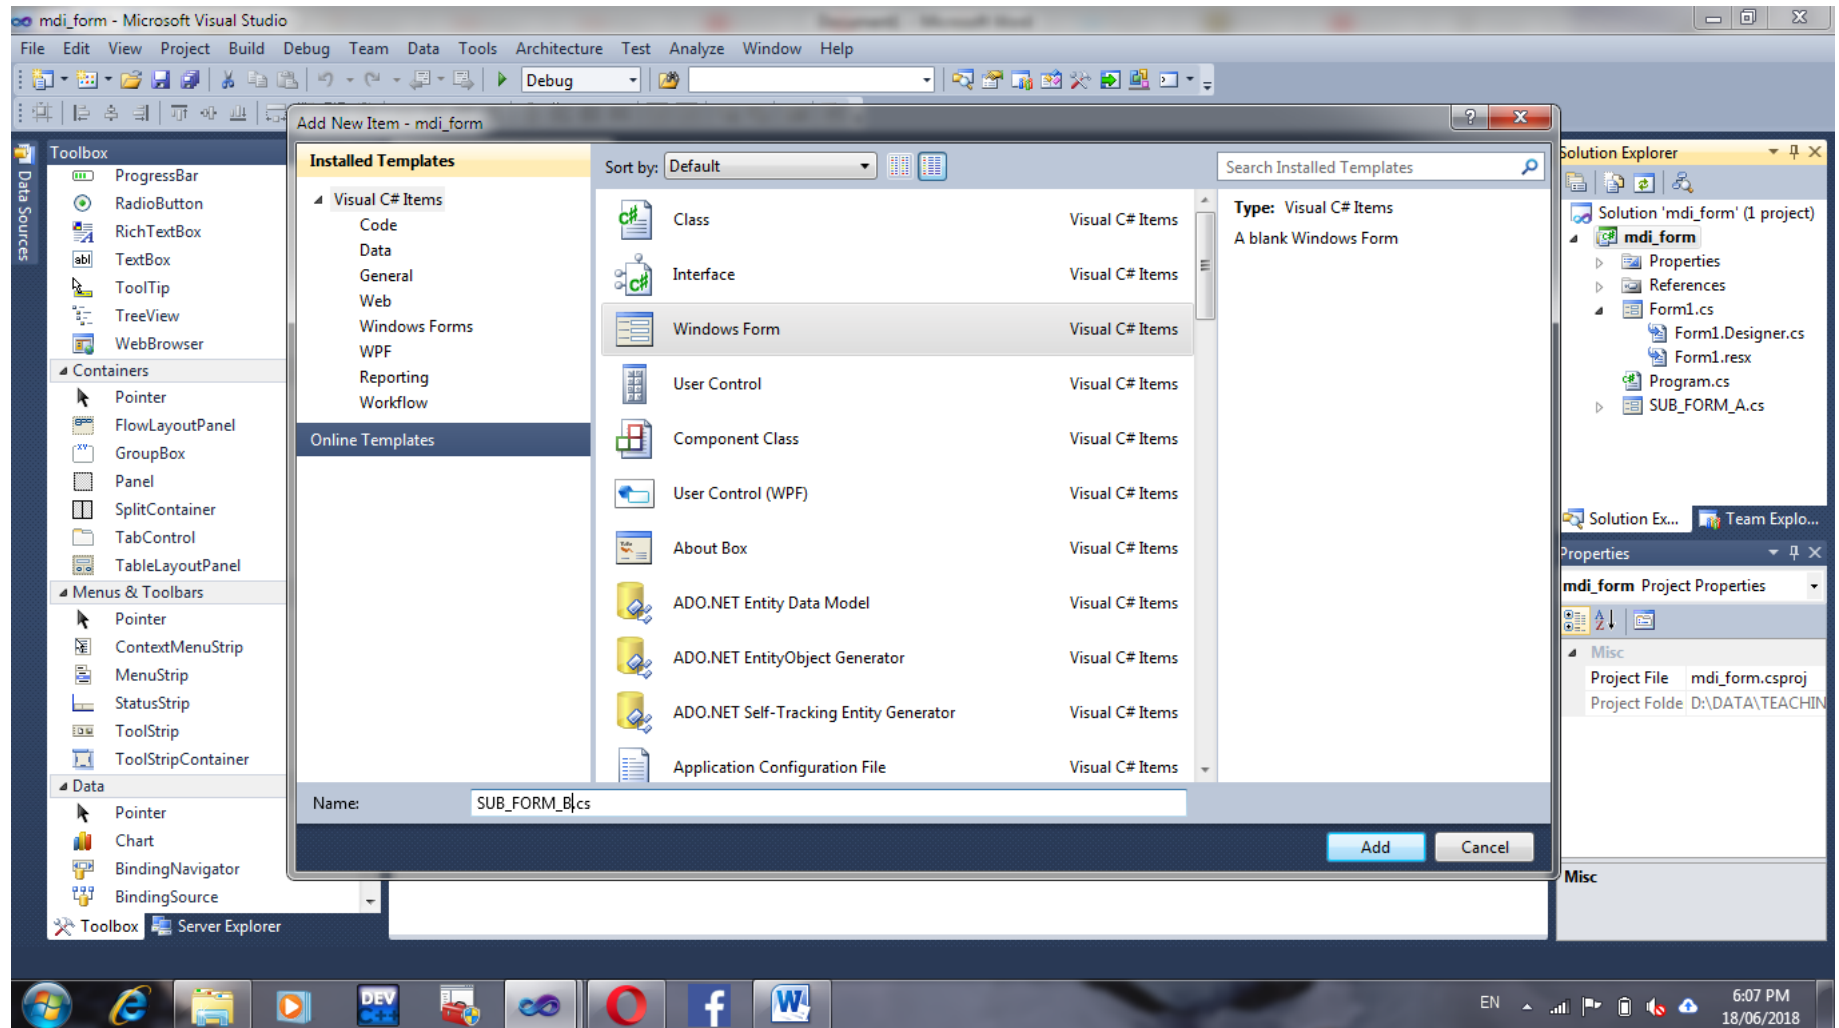 mdi_form - Microsoft Visual Studio
File Edit View Project Build Debug Team Data Tools Architecture Test Analyze Window Help
Debug
Data Sources
Toolbox
ProgressBar
RadioButton
RichTextBox
TextBox
ToolTip
TreeView
WebBrowser
Containers
Pointer
FlowLayoutPanel
GroupBox
Panel
SplitContainer
TabControl
TableLayoutPanel
Menus & Toolbars
Pointer
ContextMenuStrip
MenuStrip
StatusStrip
ToolStrip
ToolStripContainer
Data
Pointer
Chart
BindingNavigator
BindingSource
Toolbox Server Explorer
Add New Item - mdi_form
Installed Templates
Visual C# Items
Code
Data
General
Web
Windows Forms
WPF
Reporting
Workflow
Online Templates
Sort by: Default
Search Installed Templates
Class Visual C# Items
Interface Visual C# Items
Windows Form Visual C# Items
User Control Visual C# Items
Component Class Visual C# Items
User Control (WPF) Visual C# Items
About Box Visual C# Items
ADO.NET Entity Data Model Visual C# Items
ADO.NET EntityObject Generator Visual C# Items
ADO.NET Self-Tracking Entity Generator Visual C# Items
Application Configuration File Visual C# Items
Type: Visual C# Items
A blank Windows Form
Name: SUB_FORM_B.cs
Add Cancel
Solution Explorer
Solution 'mdi_form' (1 project)
mdi_form
Properties
References
Form1.cs
Form1.Designer.cs
Form1.resx
Program.cs
SUB_FORM_A.cs
Solution Ex... Team Explo...
Properties
mdi_form Project Properties
Misc
Project File mdi_form.csproj
Project Folde D:\DATA\TEACHIN
Misc
DEV
C++
EN
6:07 PM
18/06/2018